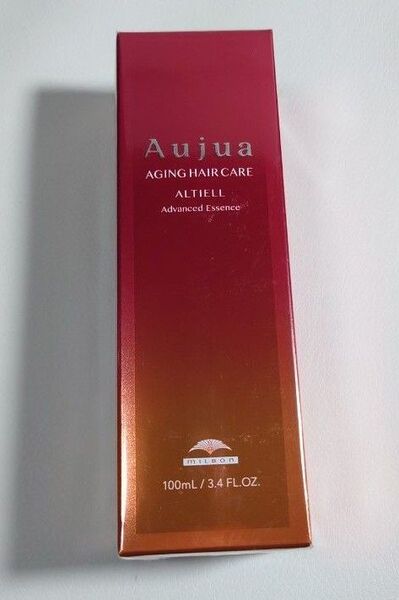 Aujua
AGING HAIR CARE
ALTIELL
Advanced Essence
milbon
100mL / 3.4 FL.OZ.